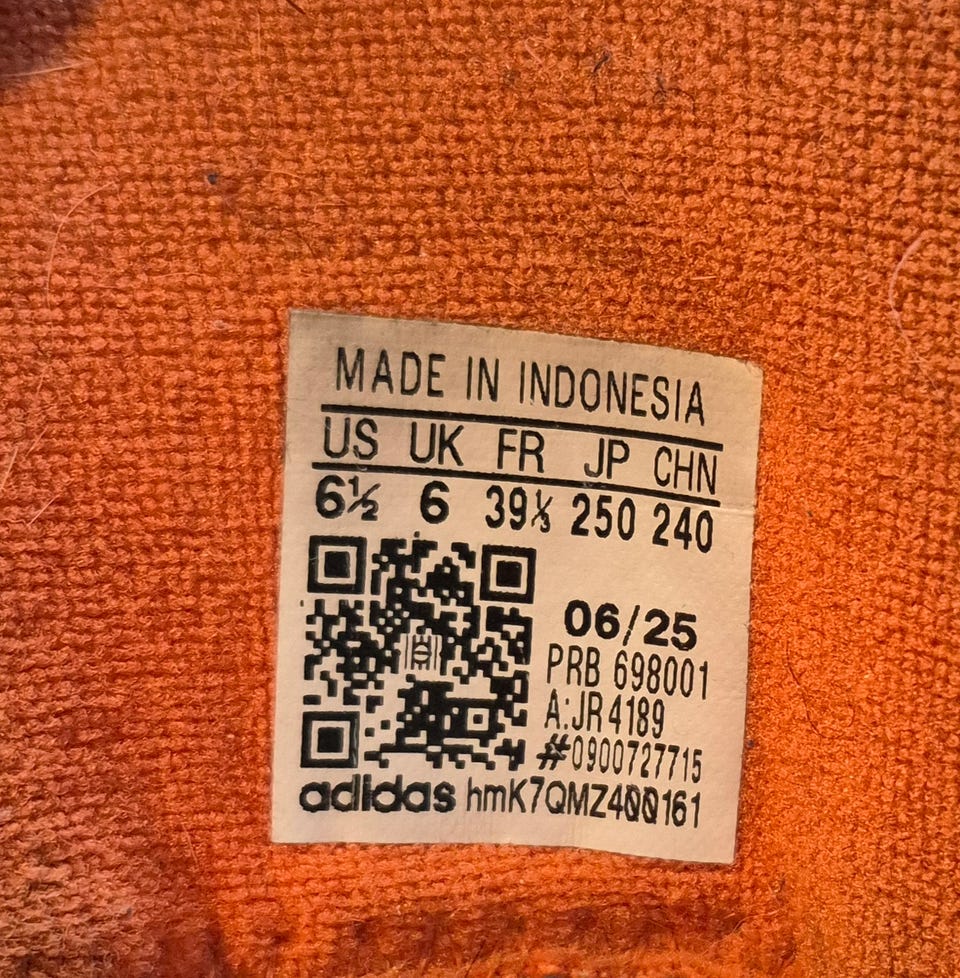 MADE IN INDONESIA
US UK FR JP CHN
6½ 6 39⅓ 250 240
06/25
PRB 698001
A:JR4189
#0900727715
adidas hmK7QMZ400161